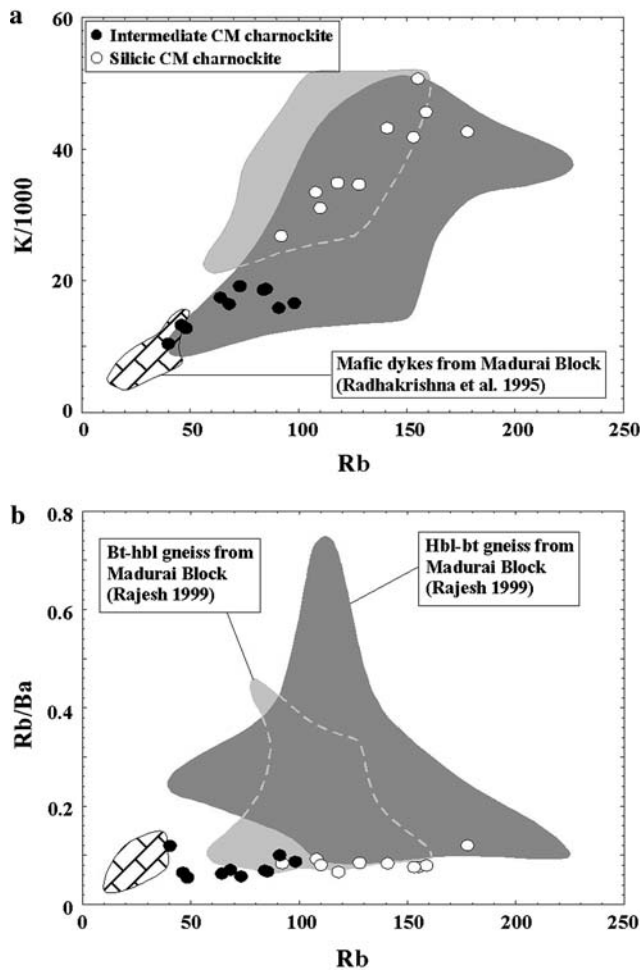 a
60
● Intermediate CM charnockite
○ Silicic CM charnockite
40
K/1000
20
Mafic dykes from Madurai Block
(Radhakrishna et al. 1995)
0
0 50 100 150 200 250
Rb
b
0.8
Bt-hbl gneiss from
Madurai Block
(Rajesh 1999)
Hbl-bt gneiss from
Madurai Block
(Rajesh 1999)
0.6
Rb/Ba
0.4
0.2
0
0 50 100 150 200 250
Rb